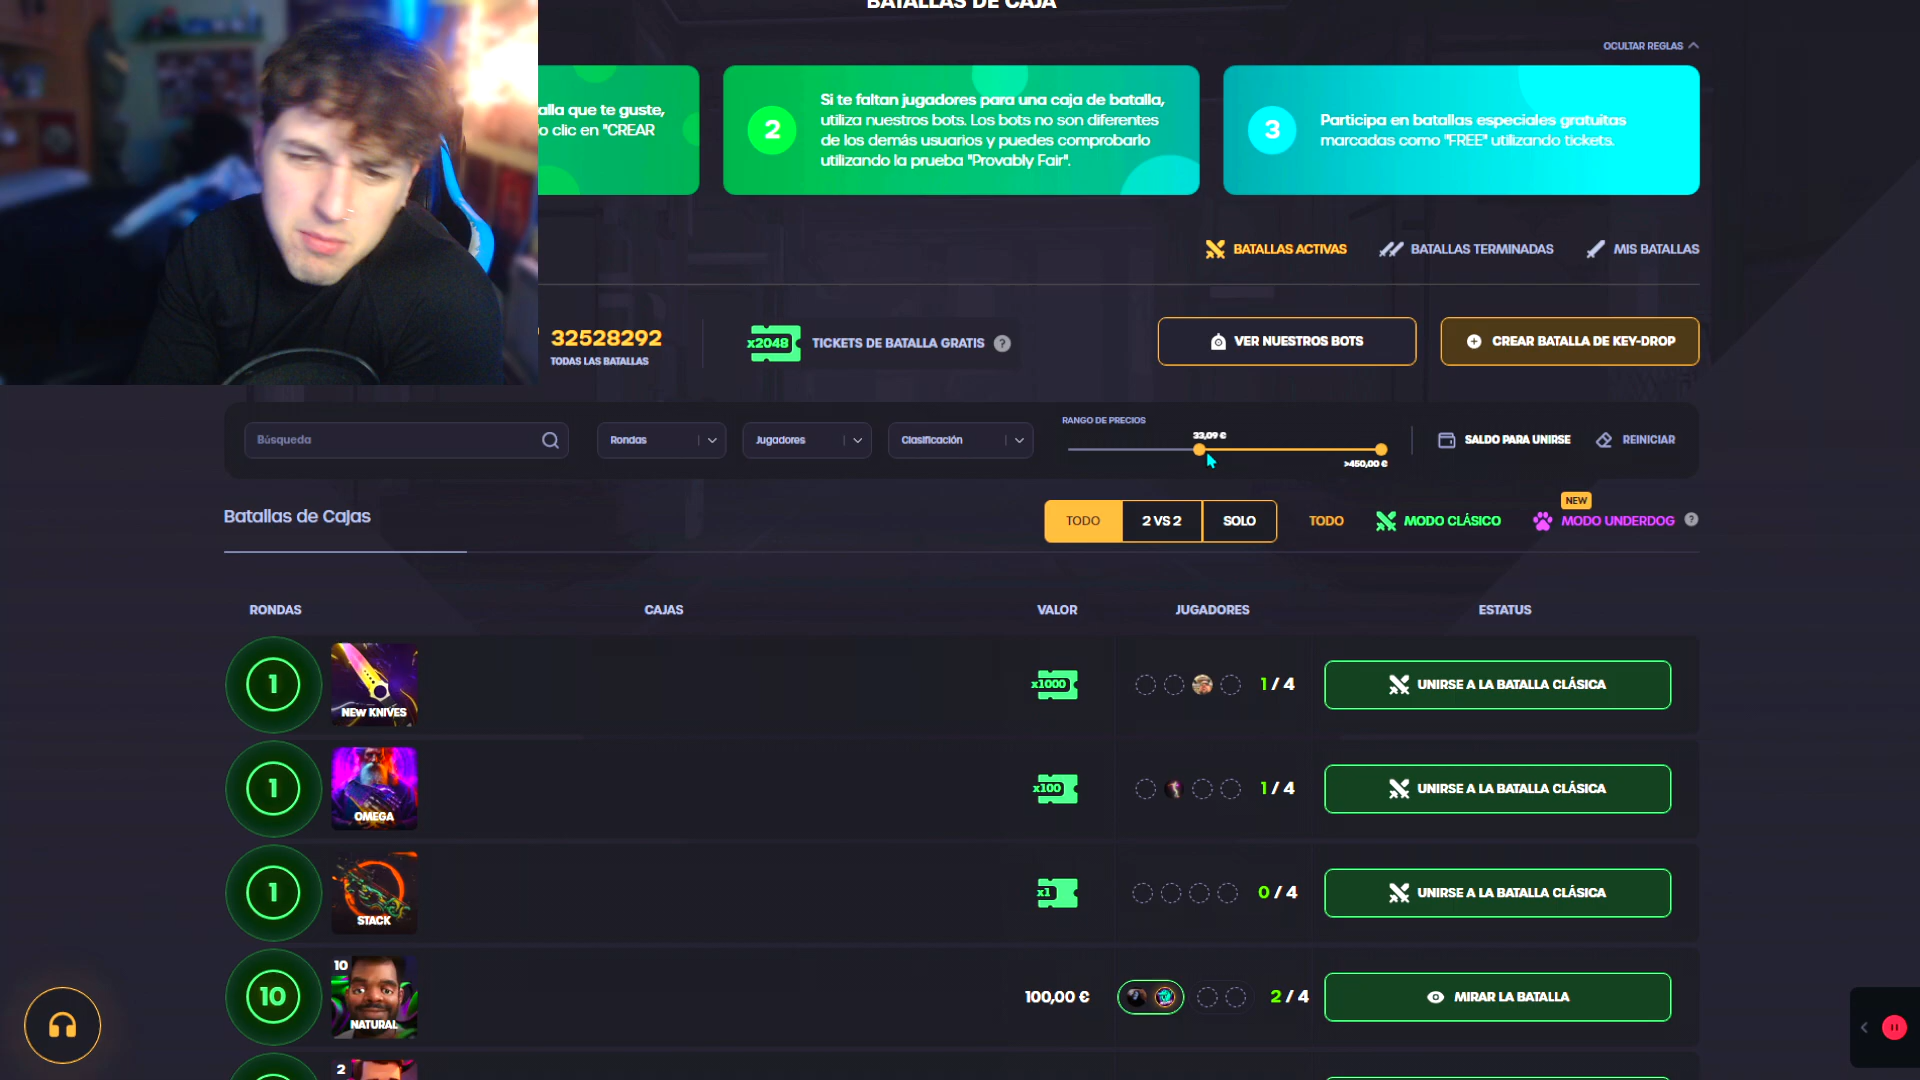 BATALLAS DE CAJA
OCULTAR REGLAS
alla que te guste,
o clic en "CREAR
2
Si te faltan jugadores para una caja de batalla,
utiliza nuestros bots. Los bots no son diferentes
de los demás usuarios y puedes comprobarlo
utilizando la prueba "Provably Fair".
3
Participa en batallas especiales gratuitas
marcadas como "FREE" utilizando tickets.
BATALLAS ACTIVAS
BATALLAS TERMINADAS
MIS BATALLAS
32528292
TODAS LAS BATALLAS
x2048
TICKETS DE BATALLA GRATIS ?
VER NUESTROS BOTS
CREAR BATALLA DE KEY-DROP
Búsqueda
Rondas
Jugadores
Clasificación
RANGO DE PRECIOS
33,09 €
>450,00 €
SALDO PARA UNIRSE
REINICIAR
Batallas de Cajas
TODO
2 VS 2
SOLO
TODO
MODO CLÁSICO
NEW
MODO UNDERDOG ?
RONDAS
CAJAS
VALOR
JUGADORES
ESTATUS
1
NEW KNIVES
x1000
1 / 4
UNIRSE A LA BATALLA CLÁSICA
1
OMEGA
x100
1 / 4
UNIRSE A LA BATALLA CLÁSICA
1
STACK
x1
0 / 4
UNIRSE A LA BATALLA CLÁSICA
10
10
NATURAL
100,00 €
2 / 4
MIRAR LA BATALLA
2